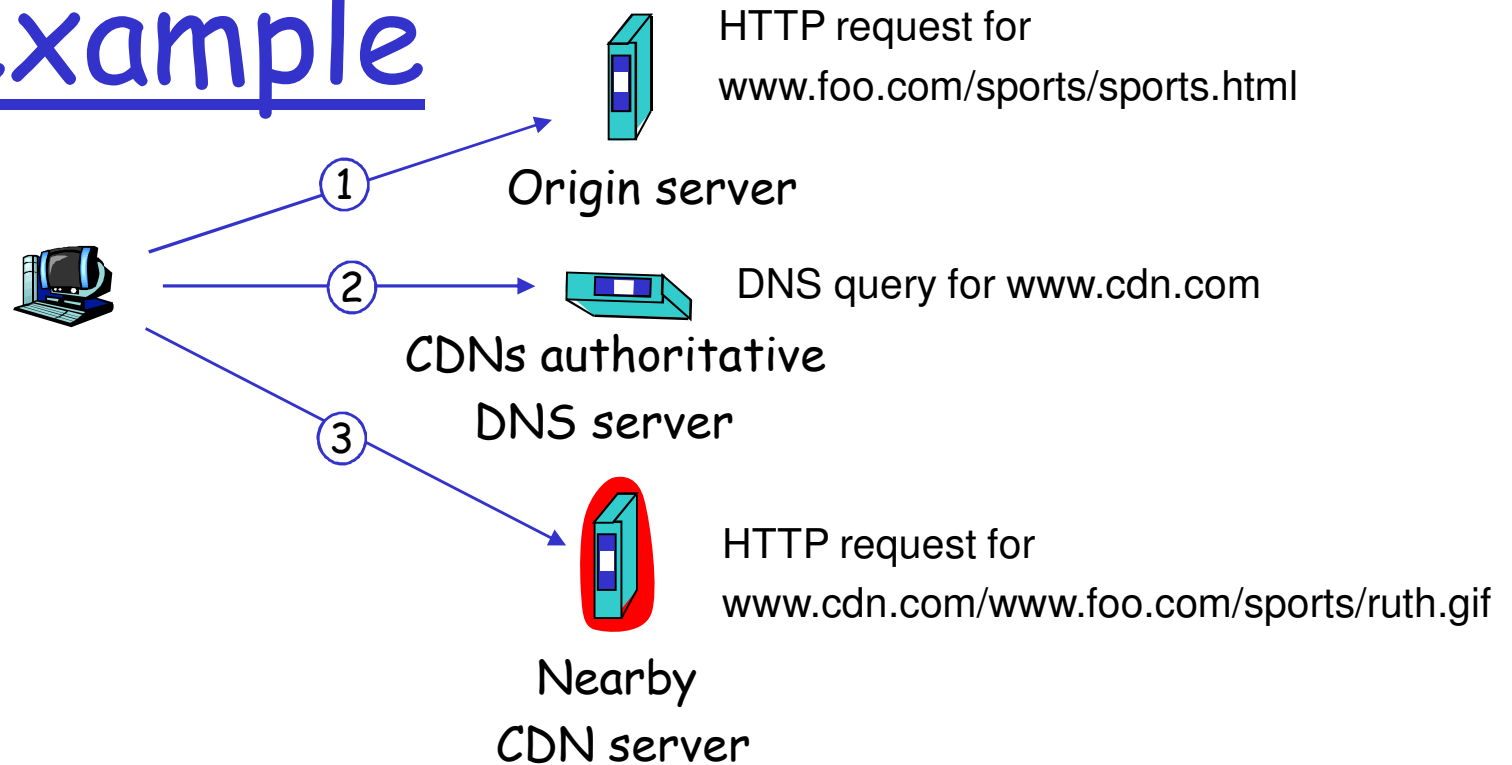 xample
HTTP request for
www.foo.com/sports/sports.html
1
Origin server
2
DNS query for www.cdn.com
CDNs authoritative
DNS server
3
HTTP request for
www.cdn.com/www.foo.com/sports/ruth.gif
Nearby
CDN server